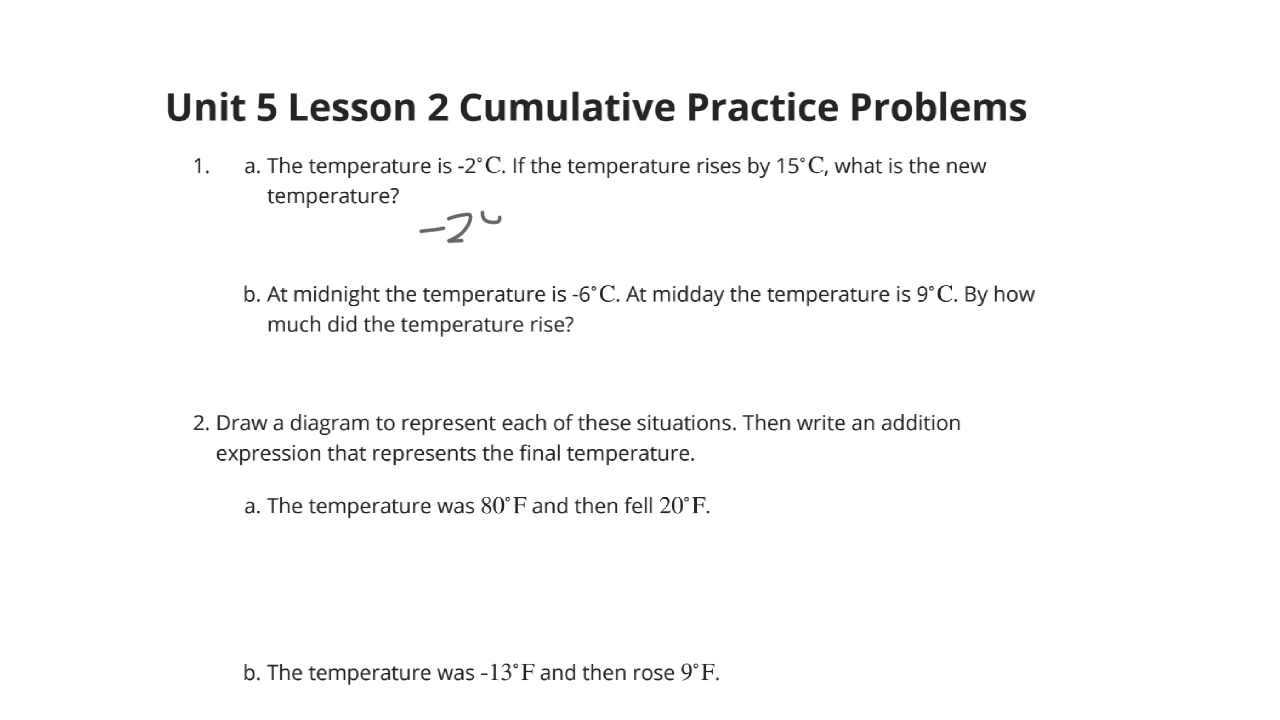 Unit 5 Lesson 2 Cumulative Practice Problems
1. a. The temperature is -2°C. If the temperature rises by 15°C, what is the new
temperature?
-2
b. At midnight the temperature is -6°C. At midday the temperature is 9°C. By how
much did the temperature rise?
2. Draw a diagram to represent each of these situations. Then write an addition
expression that represents the final temperature.
a. The temperature was 80°F and then fell 20°F.
b. The temperature was -13°F and then rose 9°F.